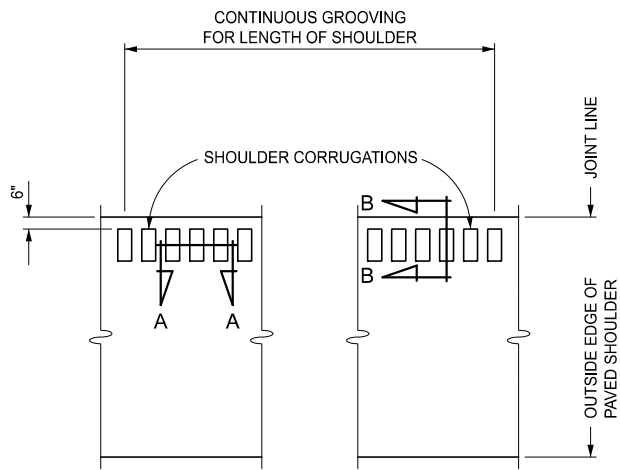 CONTINUOUS GROOVING
FOR LENGTH OF SHOULDER
SHOULDER CORRUGATIONS
6"
JOINT LINE
B
B
A
A
OUTSIDE EDGE OF
PAVED SHOULDER